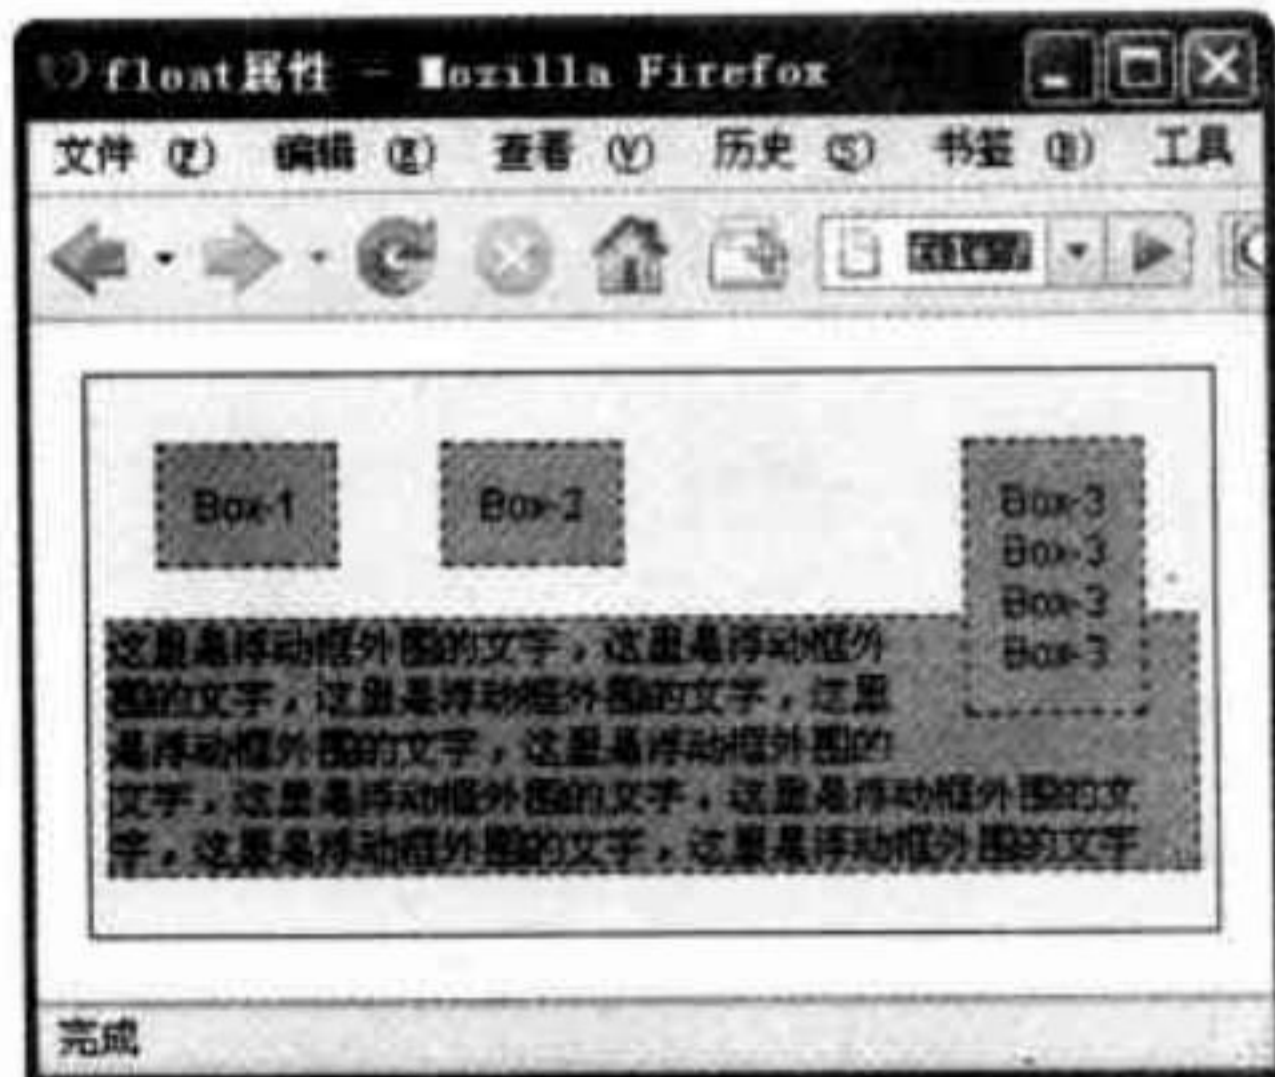 float属性 - Mozilla Firefox
文件(F) 编辑(E) 查看(V) 历史(S) 书签(B) 工具
Box-1 Box-2 Box-3
Box-3
Box-3
Box-3
这里是浮动框外围的文字，这里是浮动框外
围的文字，这里是浮动框外围的文字，这里
是浮动框外围的文字，这里是浮动框外围的
文字，这里是浮动框外围的文字，这里是浮动框外围的文
字，这里是浮动框外围的文字，这里是浮动框外围的文字
完成